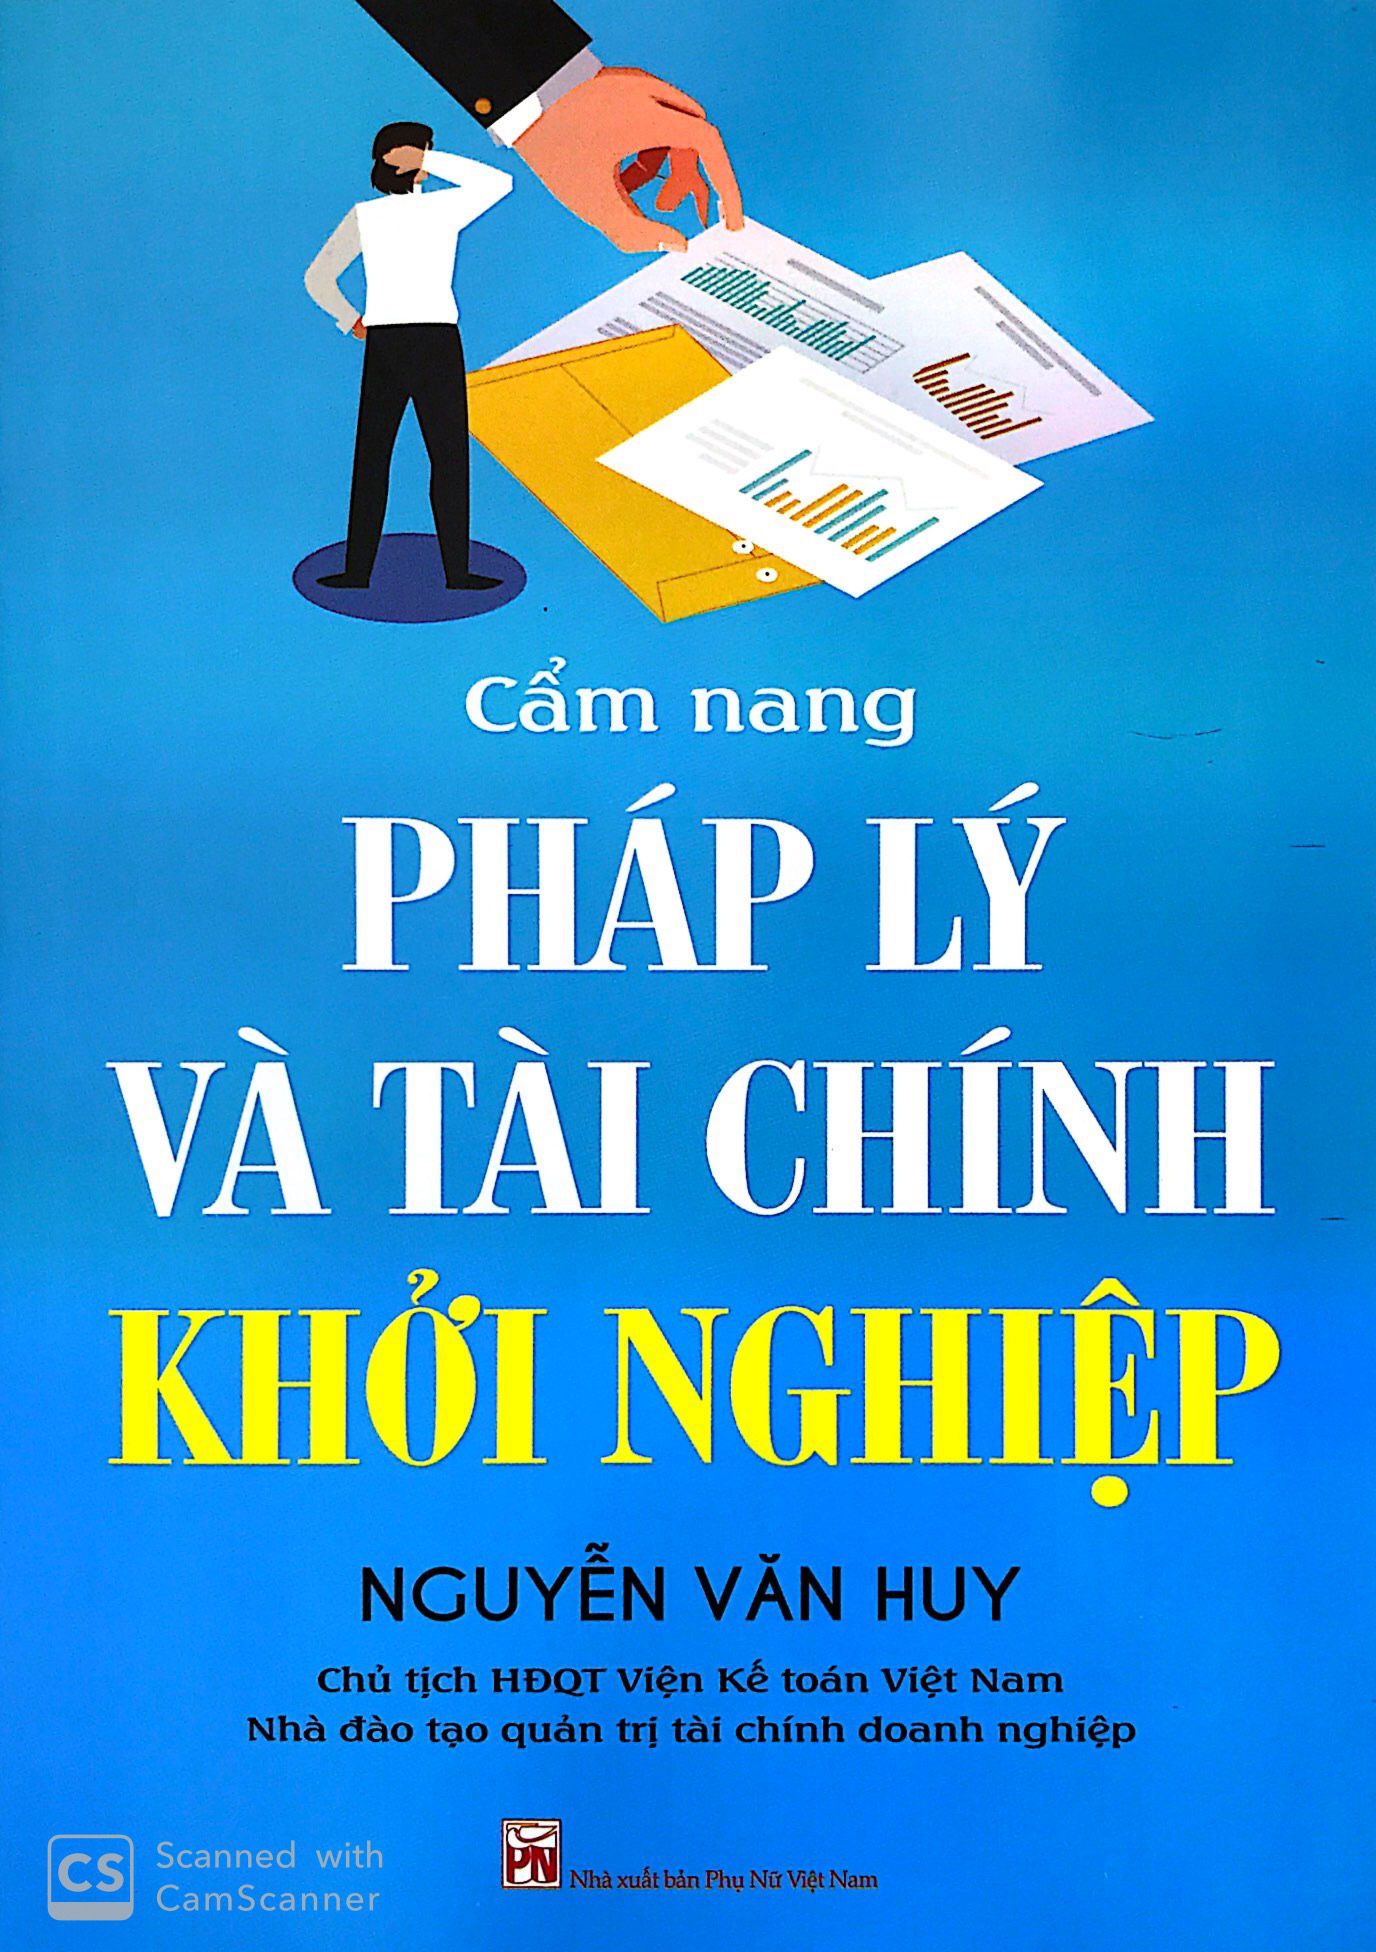 Cẩm nang
PHÁP LÝ
VÀ TÀI CHÍNH
KHỞI NGHIỆP
NGUYỄN VĂN HUY
Chủ tịch HĐQT Viện Kế toán Việt Nam
Nhà đào tạo quản trị tài chính doanh nghiệp
PN
Nhà xuất bản Phụ Nữ Việt Nam
CS
Scanned with
CamScanner